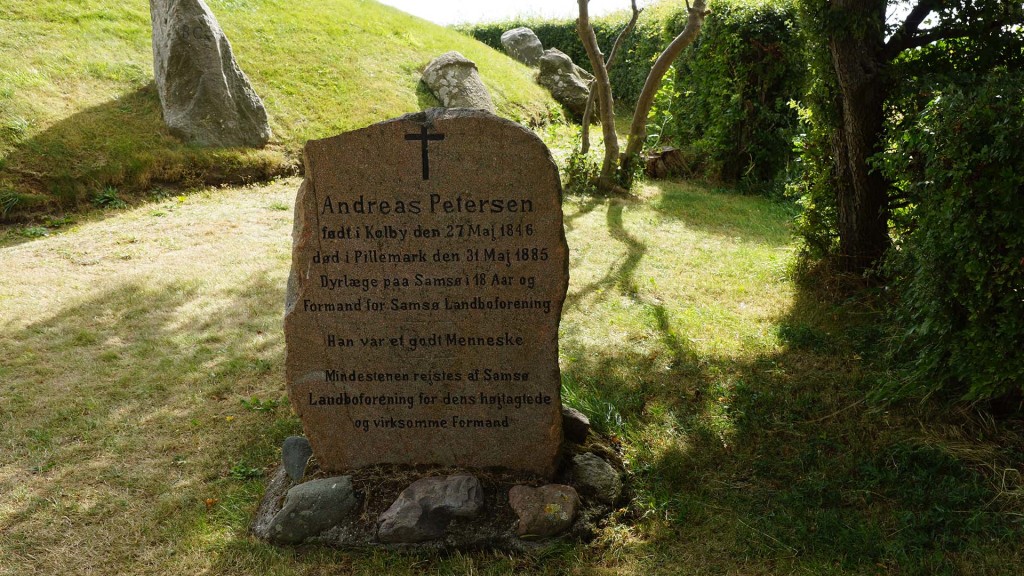 Andreas Petersen
født i Kolby den 27 Maj 1846
død i Pillemark den 31 Maj 1885
Dyrlæge paa Samsø i 18 Aar og
Formand for Samsø Landboforening
Han var et godt Menneske
Mindestenen rejstes af Samsø
Landboforening for dens højtagtede
og virksomme Formand